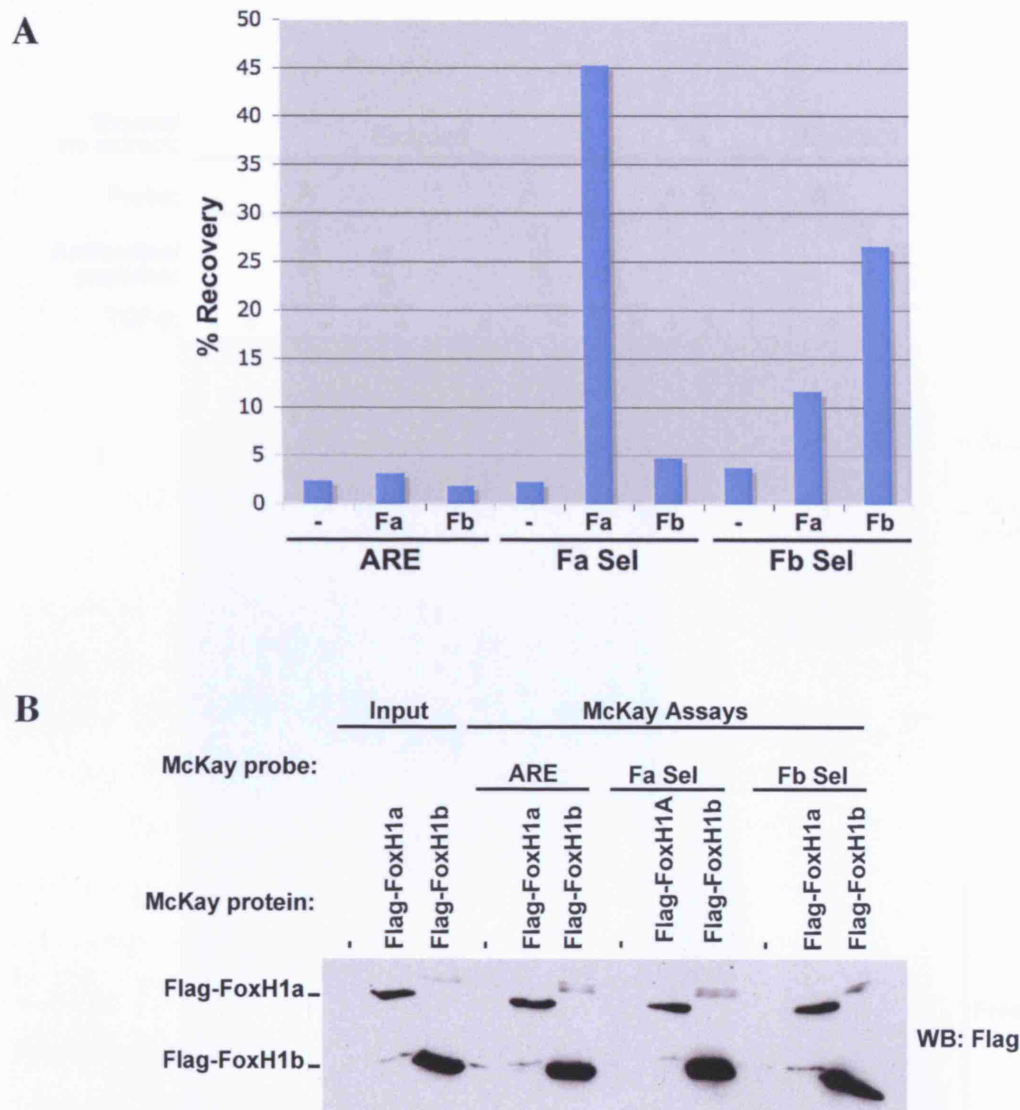 A
50
45
40
35
30
25
20
15
10
5
0
% Recovery
- Fa Fb - Fa Fb - Fa Fb
ARE Fa Sel Fb Sel
B
Input McKay Assays
McKay probe: ARE Fa Sel Fb Sel
McKay protein: - Flag-FoxH1a Flag-FoxH1b - Flag-FoxH1a Flag-FoxH1b - Flag-FoxH1A Flag-FoxH1b - Flag-FoxH1a Flag-FoxH1b
Flag-FoxH1a
Flag-FoxH1b
WB: Flag